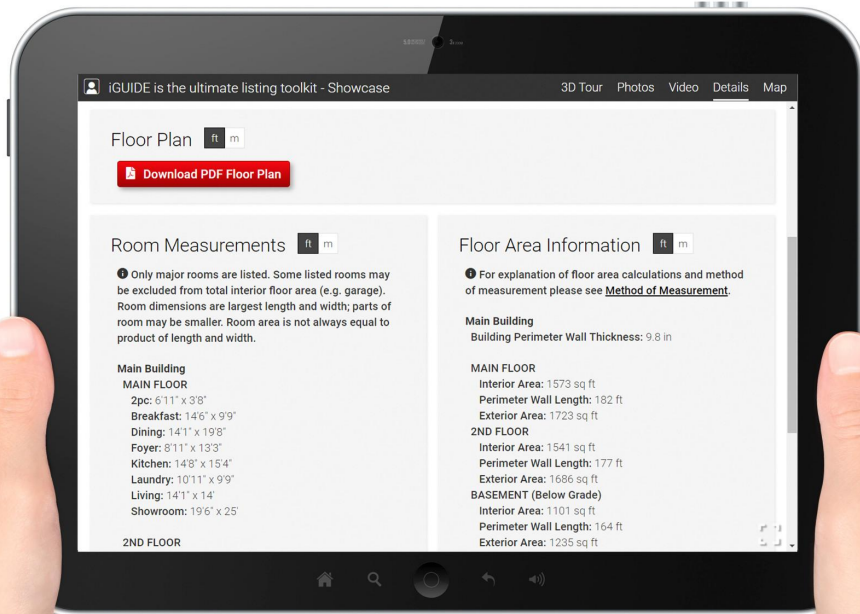 iGUIDE is the ultimate listing toolkit - Showcase
3D Tour Photos Video Details Map
Floor Plan ft m
Download PDF Floor Plan
Room Measurements ft m
Only major rooms are listed. Some listed rooms may
be excluded from total interior floor area (e.g. garage).
Room dimensions are largest length and width; parts of
room may be smaller. Room area is not always equal to
product of length and width.
Main Building
MAIN FLOOR
2pc: 6'11" x 3'8"
Breakfast: 14'6" x 9'9"
Dining: 14'1" x 19'8"
Foyer: 8'11" x 13'3"
Kitchen: 14'8" x 15'4"
Laundry: 10'11" x 9'9"
Living: 14'1" x 14'
Showroom: 19'6" x 25'
2ND FLOOR
Floor Area Information ft m
For explanation of floor area calculations and method
of measurement please see Method of Measurement.
Main Building
Building Perimeter Wall Thickness: 9.8 in
MAIN FLOOR
Interior Area: 1573 sq ft
Perimeter Wall Length: 182 ft
Exterior Area: 1723 sq ft
2ND FLOOR
Interior Area: 1541 sq ft
Perimeter Wall Length: 177 ft
Exterior Area: 1686 sq ft
BASEMENT (Below Grade)
Interior Area: 1101 sq ft
Perimeter Wall Length: 164 ft
Exterior Area: 1235 sq ft